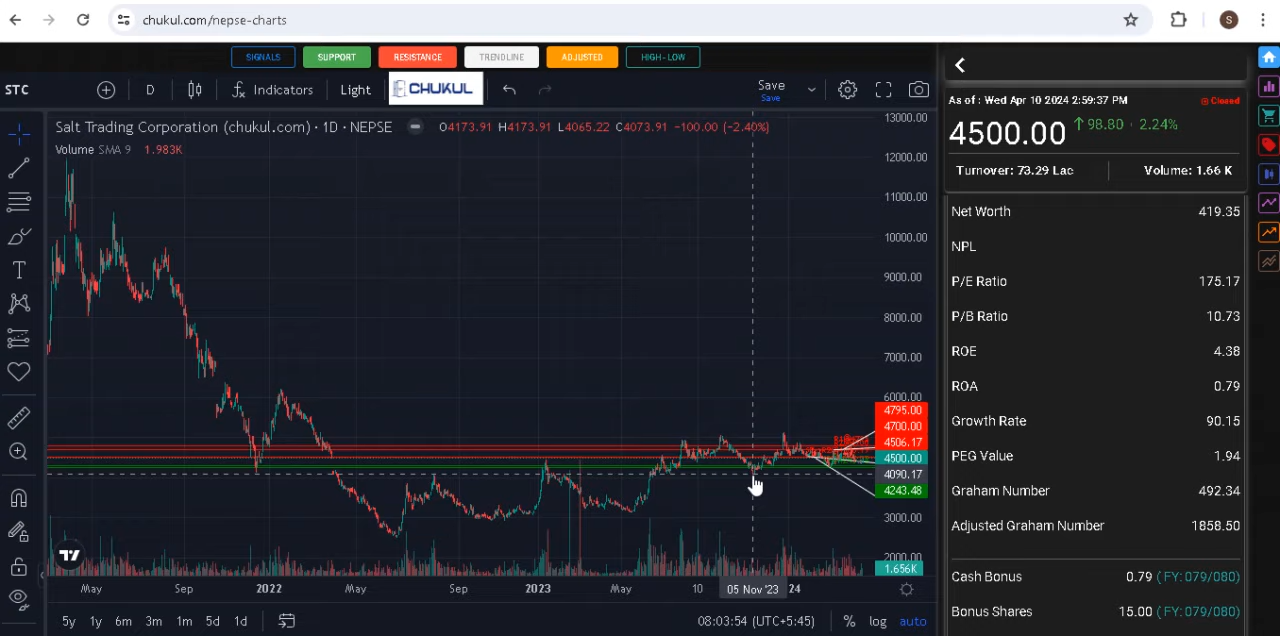 chukul.com/nepse-charts
S
SIGNALS SUPPORT RESISTANCE TRENDLINE ADJUSTED HIGH-LOW
STC D Indicators Light CHUKUL Save
Save
Salt Trading Corporation (chukul.com) · 1D · NEPSE O4173.91 H4173.91 L4065.22 C4073.91 −100.00 (−2.40%)
Volume SMA 9 1.983K
13000.00
12000.00
11000.00
10000.00
9000.00
8000.00
7000.00
6000.00
4795.00
4700.00
4506.17
4500.00
4090.17
4243.48
3000.00
2000.00
1.656K
May Sep 2022 May Sep 2023 May 10 05 Nov '23 24
5y 1y 6m 3m 1m 5d 1d 08:03:54 (UTC+5:45) % log auto
As of : Wed Apr 10 2024 2:59:37 PM Closed
4500.00 ↑ 98.80 · 2.24%
Turnover: 73.29 Lac Volume: 1.66 K
Net Worth 419.35
NPL
P/E Ratio 175.17
P/B Ratio 10.73
ROE 4.38
ROA 0.79
Growth Rate 90.15
PEG Value 1.94
Graham Number 492.34
Adjusted Graham Number 1858.50
Cash Bonus 0.79 ( FY: 079/080)
Bonus Shares 15.00 ( FY: 079/080)